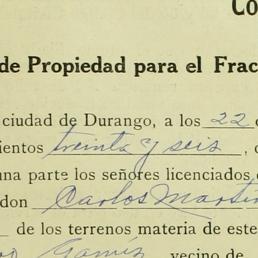 Co
de Propiedad para el Frac
ciudad de Durango, a los 22 d
ientos treinta y seis, c
una parte los señores licenciados
don Carlos Martin
de los terrenos materia de este
Gamiz vecino de